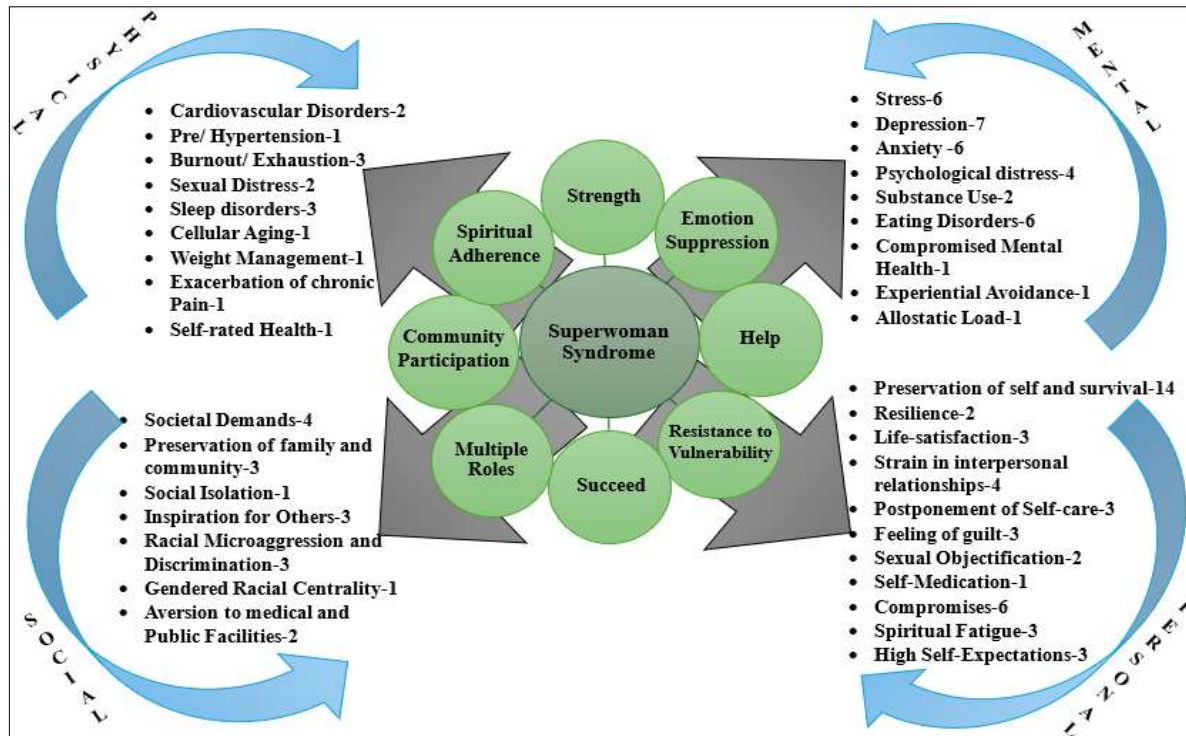 PHYSICAL
• Cardiovascular Disorders-2
• Pre/ Hypertension-1
• Burnout/ Exhaustion-3
• Sexual Distress-2
• Sleep disorders-3
• Cellular Aging-1
• Weight Management-1
• Exacerbation of chronic
Pain-1
• Self-rated Health-1
MENTAL
• Stress-6
• Depression-7
• Anxiety -6
• Psychological distress-4
• Substance Use-2
• Eating Disorders-6
• Compromised Mental
Health-1
• Experiential Avoidance-1
• Allostatic Load-1
Strength
Emotion
Suppression
Help
Resistance to
Vulnerability
Succeed
Multiple
Roles
Community
Participation
Spiritual
Adherence
Superwoman
Syndrome
• Societal Demands-4
• Preservation of family and
community-3
• Social Isolation-1
• Inspiration for Others-3
• Racial Microaggression and
Discrimination-3
• Gendered Racial Centrality-1
• Aversion to medical and
Public Facilities-2
SOCIAL
• Preservation of self and survival-14
• Resilience-2
• Life-satisfaction-3
• Strain in interpersonal
relationships-4
• Postponement of Self-care-3
• Feeling of guilt-3
• Sexual Objectification-2
• Self-Medication-1
• Compromises-6
• Spiritual Fatigue-3
• High Self-Expectations-3
PERSONAL